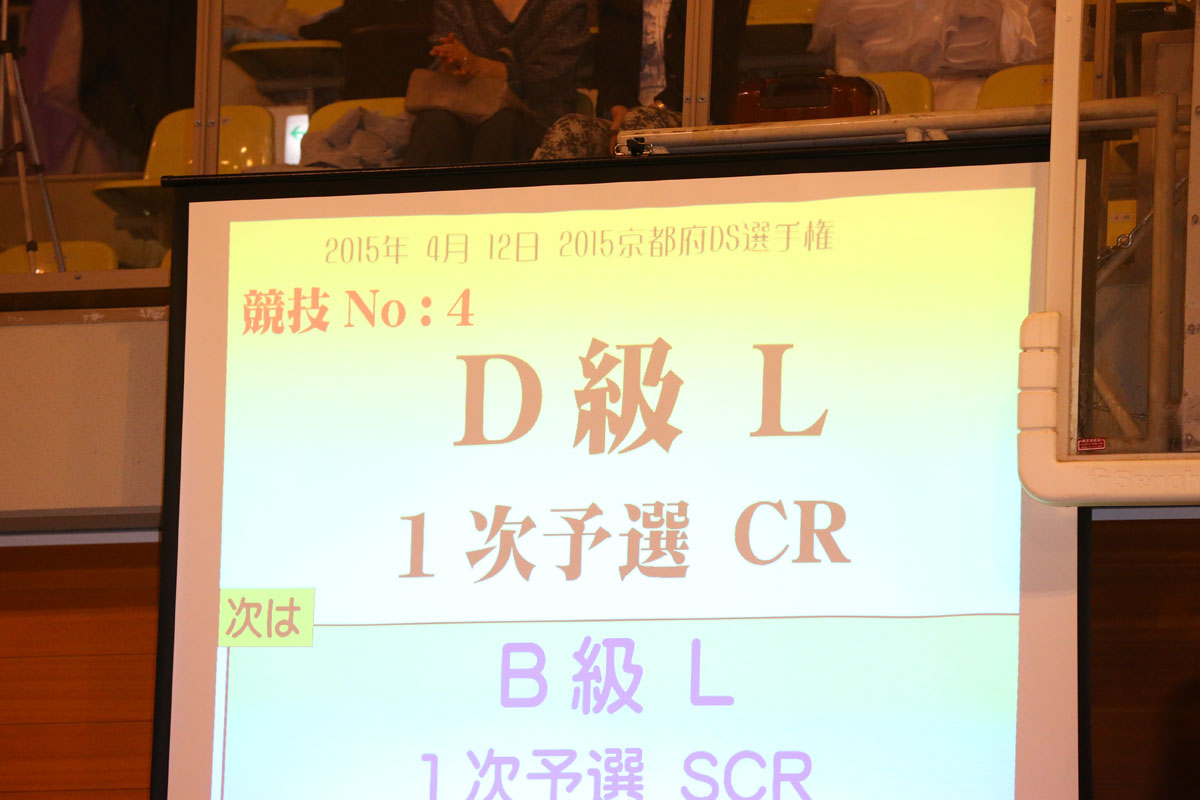 2015年 4月 12日 2015京都府DS選手権
競技 No：4
D級 L
1次予選 CR
次は
B級 L
1次予選 SCR
Senoh